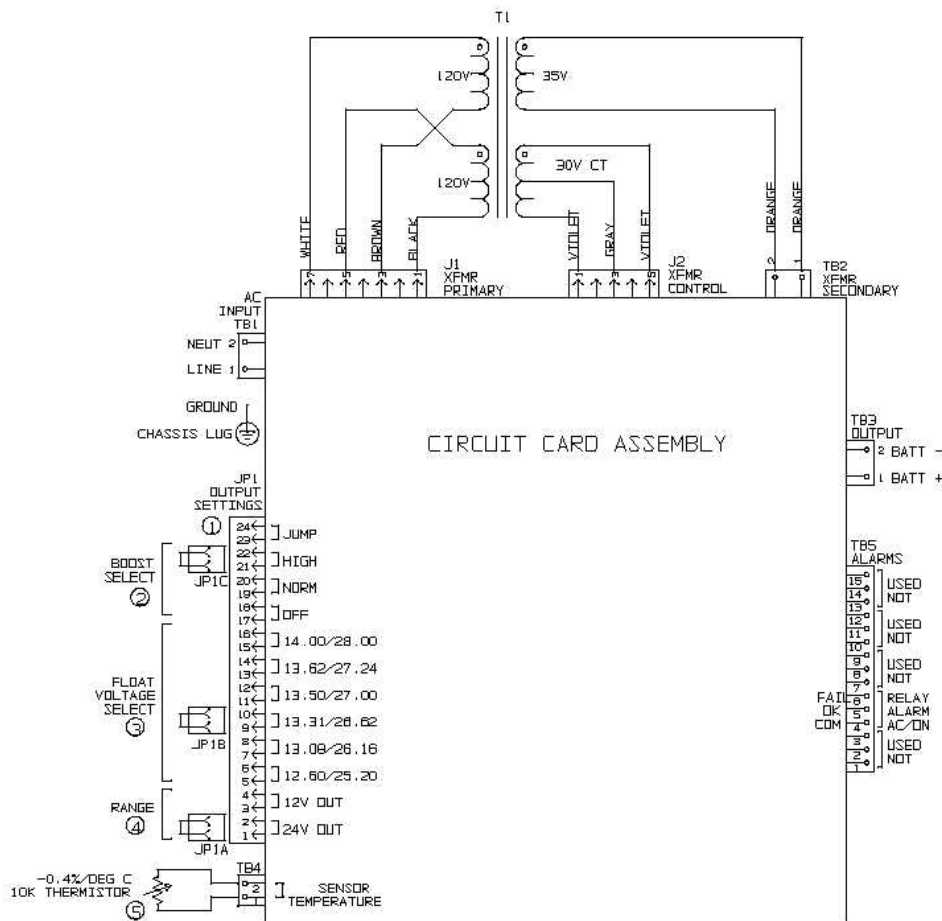 T1
120V
35V
120V
30V CT
WHITE
RED
BROWN
BLACK
VIOLET
GRAY
VIOLET
ORANGE
ORANGE
7
5
3
1
J1
XFMR
PRIMARY
1
3
5
J2
XFMR
CONTROL
2
1
TB2
XFMR
SECONDARY
AC
INPUT
TB1
NEUT 2
LINE 1
GROUND
CHASSIS LUG
CIRCUIT CARD ASSEMBLY
TB3
OUTPUT
2 BATT -
1 BATT +
JP1
OUTPUT
SETTINGS
1
24
23
JUMP
22
21
HIGH
20
19
NORM
18
17
OFF
16
15
14.00/28.00
14
13
13.62/27.24
12
11
13.50/27.00
10
9
13.31/26.62
8
7
13.08/26.16
6
5
12.60/25.20
4
3
12V OUT
2
1
24V OUT
BOOST
SELECT
2
JP1C
FLOAT
VOLTAGE
SELECT
3
JP1B
RANGE
4
JP1A
TB5
ALARMS
15
14
13
USED
NOT
12
11
10
USED
NOT
9
8
7
USED
NOT
FAIL
6
RELAY
OK
5
ALARM
COM
4
AC/ON
3
2
1
USED
NOT
-0.4%/DEG C
10K THERMISTOR
5
TB4
2
1
SENSOR
TEMPERATURE